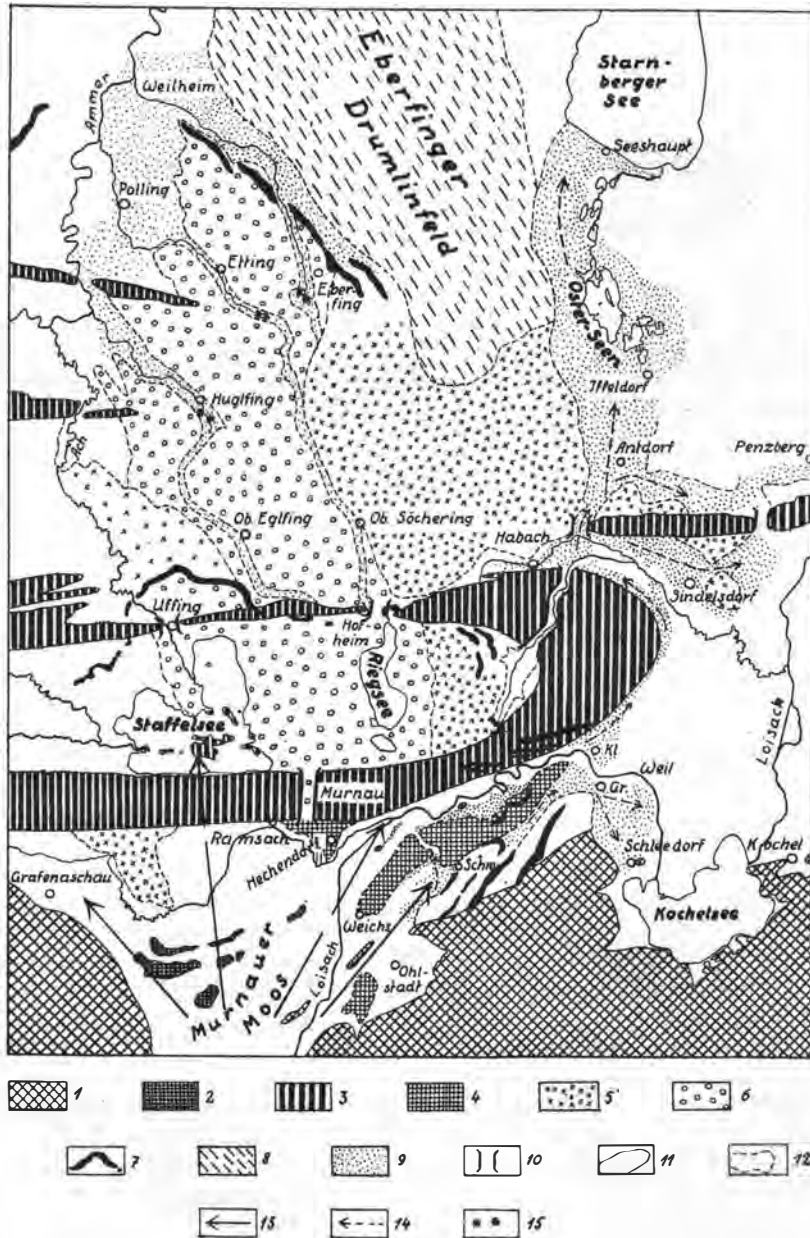 Eberfinger
Drumlinfeld
Starn-
berger
See
Ammer
Weilheim
Seeshaupt
Polling
Etting
Eber-
fing
Oster-Seen
Iffeldorf
Huglfing
Ach
Antdorf
Penzberg
Ob. Eglfing
Ob. Söchering
Habach
Sindelsdorf
Uffing
Hof-
heim
Riegsee
Staffelsee
Loisach
Kl.
Weil
Murnau
Gr.
Ramsach
Hechendorf
Schleedorf
Kochel
Grafenaschau
Schw.
Weichs
Kochelsee
Loisach
Ohl-
stadt
Murnauer
Moos
1 2 3 4 5 6
7 8 9 10 11 12
13 14 15